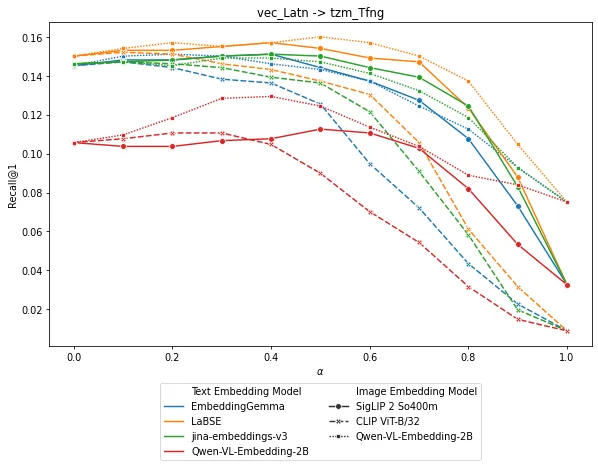 vec_Latn -> tzm_Tfng
Recall@1
0.16
0.14
0.12
0.10
0.08
0.06
0.04
0.02
0.0 0.2 0.4 0.6 0.8 1.0
α
Text Embedding Model
EmbeddingGemma
LaBSE
jina-embeddings-v3
Qwen-VL-Embedding-2B
Image Embedding Model
SigLIP 2 So400m
CLIP ViT-B/32
Qwen-VL-Embedding-2B